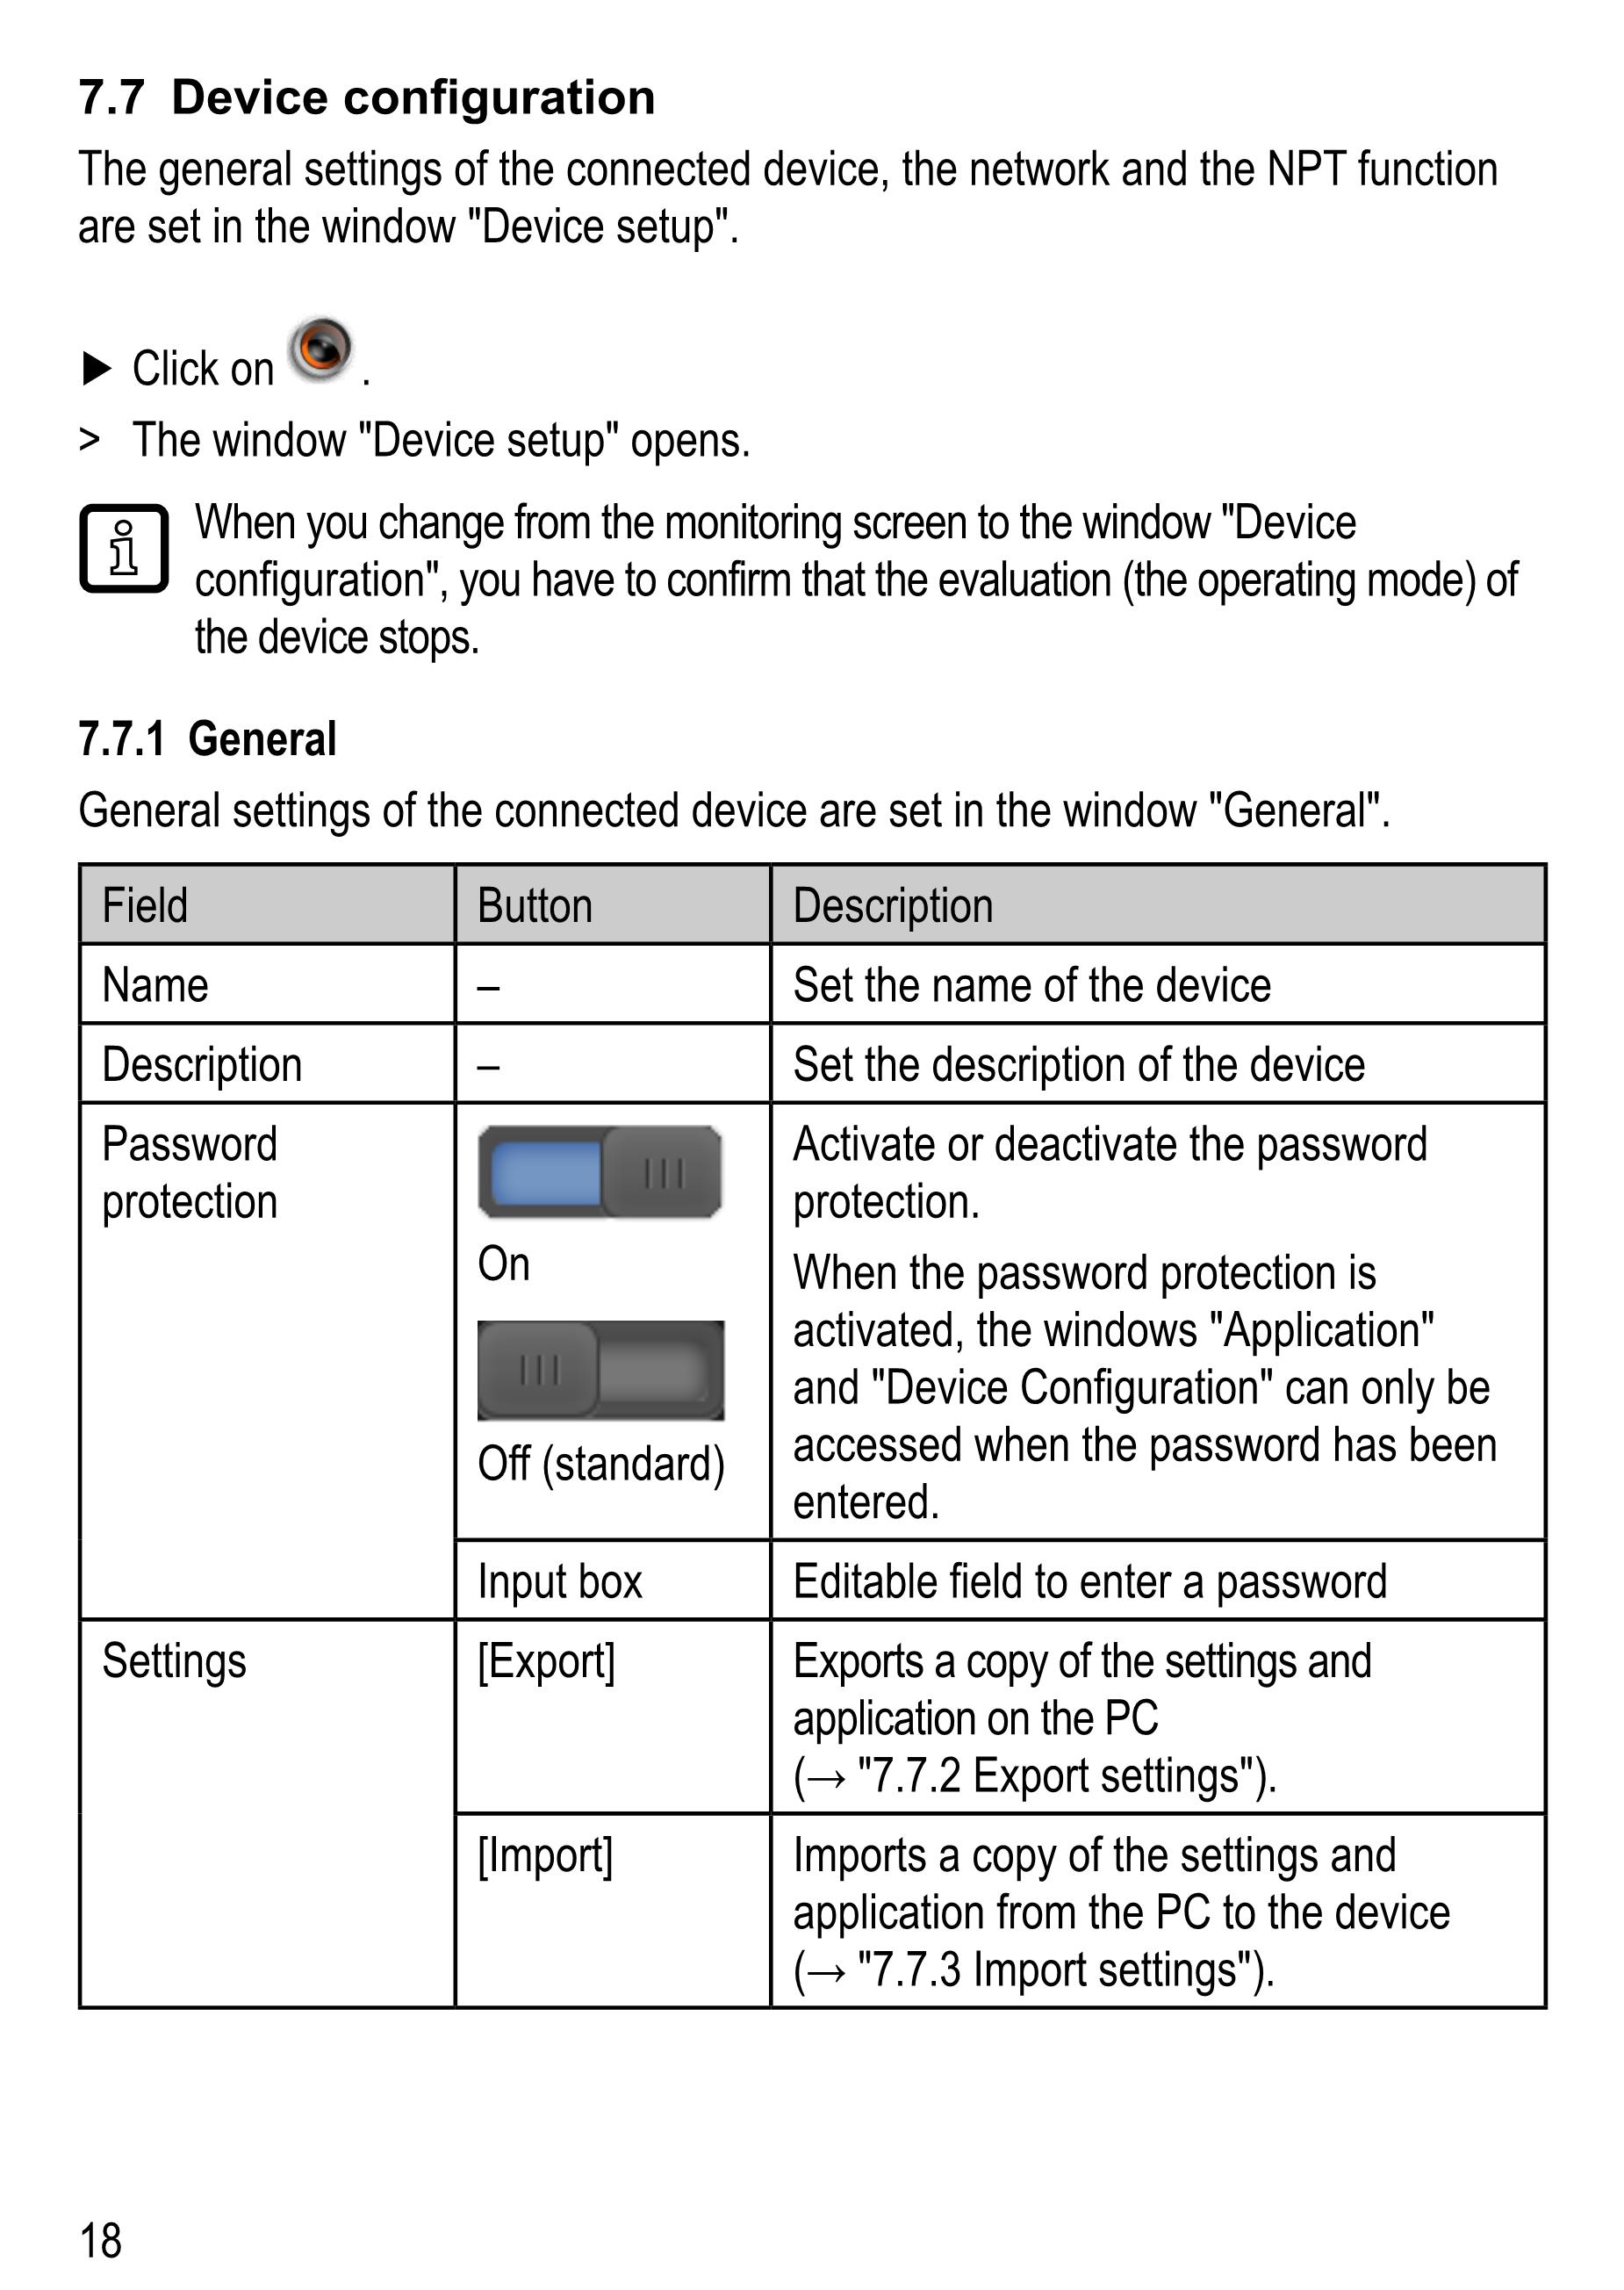 7.7 Device configuration
The general settings of the connected device, the network and the NPT function
are set in the window "Device setup".
► Click on .
> The window "Device setup" opens.
When you change from the monitoring screen to the window "Device
configuration", you have to confirm that the evaluation (the operating mode) of
the device stops.
7.7.1 General
General settings of the connected device are set in the window "General".
Field Button Description
Name – Set the name of the device
Description – Set the description of the device
Password
protection
On
Off (standard)
Activate or deactivate the password
protection.
When the password protection is
activated, the windows "Application"
and "Device Configuration" can only be
accessed when the password has been
entered.
Input box Editable field to enter a password
Settings [Export] Exports a copy of the settings and
application on the PC
(→ "7.7.2 Export settings").
[Import] Imports a copy of the settings and
application from the PC to the device
(→ "7.7.3 Import settings").
18